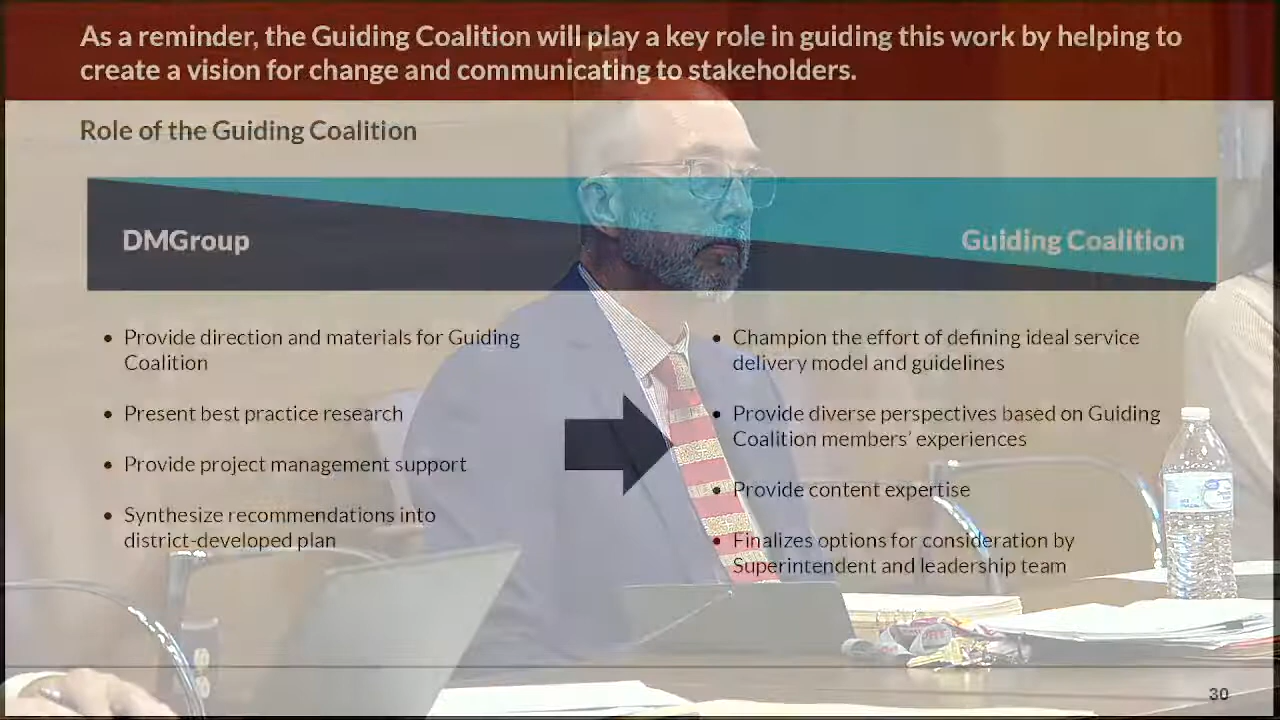 As a reminder, the Guiding Coalition will play a key role in guiding this work by helping to
create a vision for change and communicating to stakeholders.
Role of the Guiding Coalition
DMGroup
Guiding Coalition
• Provide direction and materials for Guiding
Coalition
• Present best practice research
• Provide project management support
• Synthesize recommendations into
district-developed plan
• Champion the effort of defining ideal service
delivery model and guidelines
• Provide diverse perspectives based on Guiding
Coalition members' experiences
• Provide content expertise
• Finalizes options for consideration by
Superintendent and leadership team
30